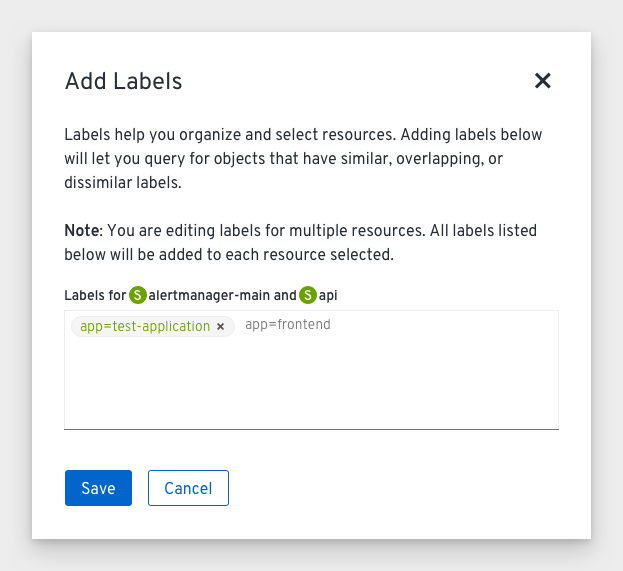 Add Labels
Labels help you organize and select resources. Adding labels below
will let you query for objects that have similar, overlapping, or
dissimilar labels.
Note: You are editing labels for multiple resources. All labels listed
below will be added to each resource selected.
Labels for S alertmanager-main and S api
app=test-application × app=frontend
Save Cancel